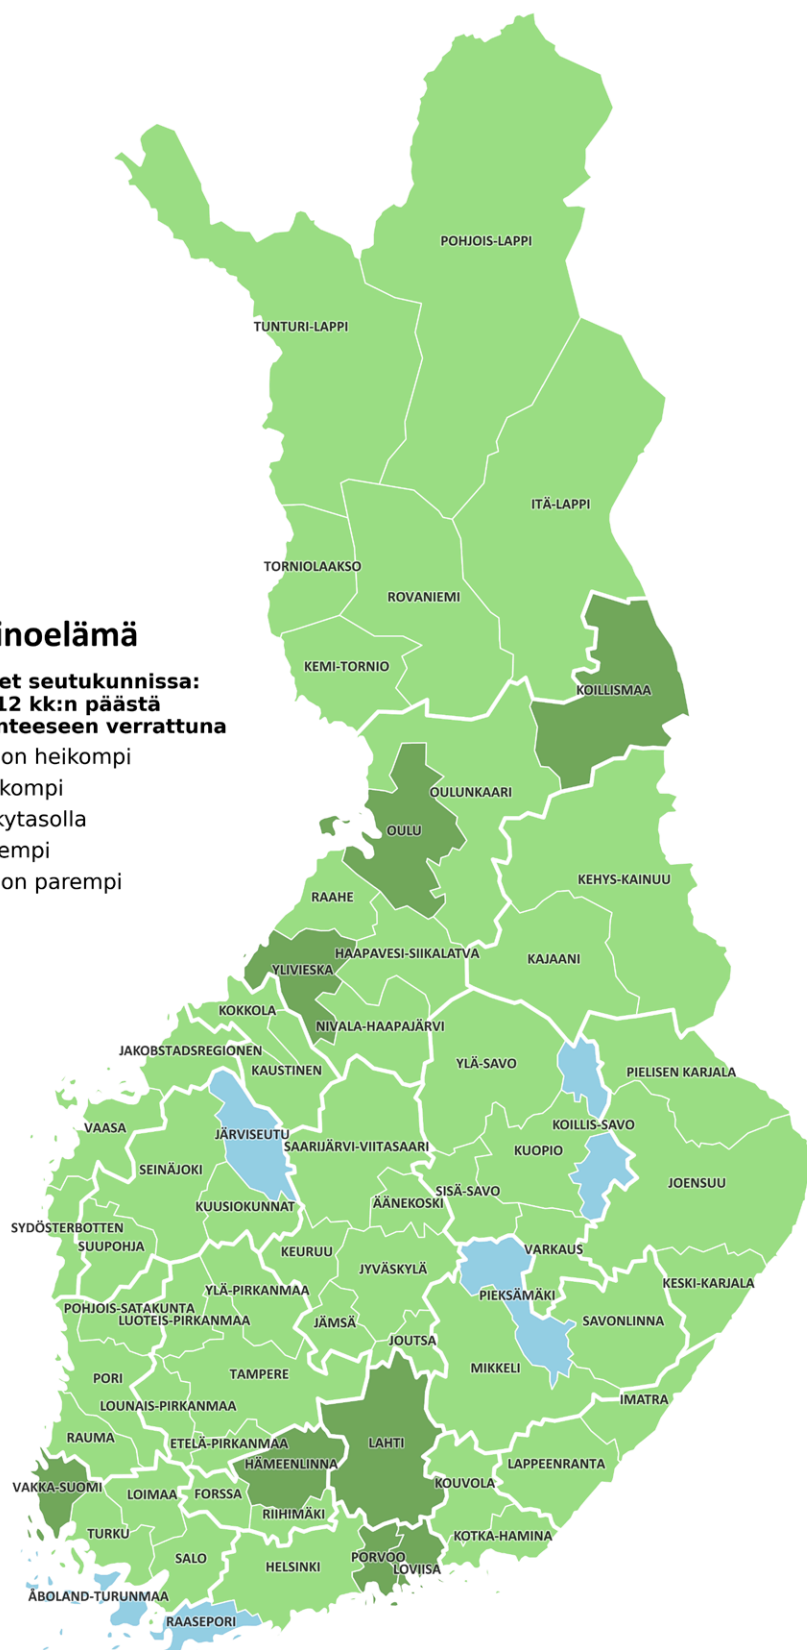 POHJOIS-LAPPI
TUNTURI-LAPPI
ITÄ-LAPPI
TORNIOLAAKSO
ROVANIEMI
inoelämä
KEMI-TORNIO
et seutukunnissa:
12 kk:n päästä
nteeseen verrattuna
on heikompi
kompi
kytasolla
empi
on parempi
KOILLISMAA
OULUNKAARI
OULU
KEHYS-KAINUU
RAAHE
HAAPAVESI-SIIKALATVA
KAJAANI
YLIVIESKA
KOKKOLA
NIVALA-HAAPAJÄRVI
JAKOBSTADSREGIONEN
KAUSTINEN
YLÄ-SAVO
PIELISEN KARJALA
VAASA
JÄRVISEUTU
KOILLIS-SAVO
SAARIJÄRVI-VIITASAARI
KUOPIO
SEINÄJOKI
JOENSUU
SISÄ-SAVO
KUUSIOKUNNAT
ÄÄNEKOSKI
SYDÖSTERBOTTEN
SUUPOHJA
KEURUU
VARKAUS
JYVÄSKYLÄ
KESKI-KARJALA
YLÄ-PIRKANMAA
PIEKSÄMÄKI
POHJOIS-SATAKUNTA
LUOTEIS-PIRKANMAA
JÄMSÄ
SAVONLINNA
JOUTSA
MIKKELI
TAMPERE
PORI
IMATRA
LOUNAIS-PIRKANMAA
RAUMA
ETELÄ-PIRKANMAA
LAHTI
HÄMEENLINNA
LAPPEENRANTA
KOUVOLA
VAKKA-SUOMI
LOIMAA
FORSSA
RIIHIMÄKI
TURKU
KOTKA-HAMINA
SALO
HELSINKI
PORVOO
LOVIISA
ÅBOLAND-TURUNMAA
RAASEPORI